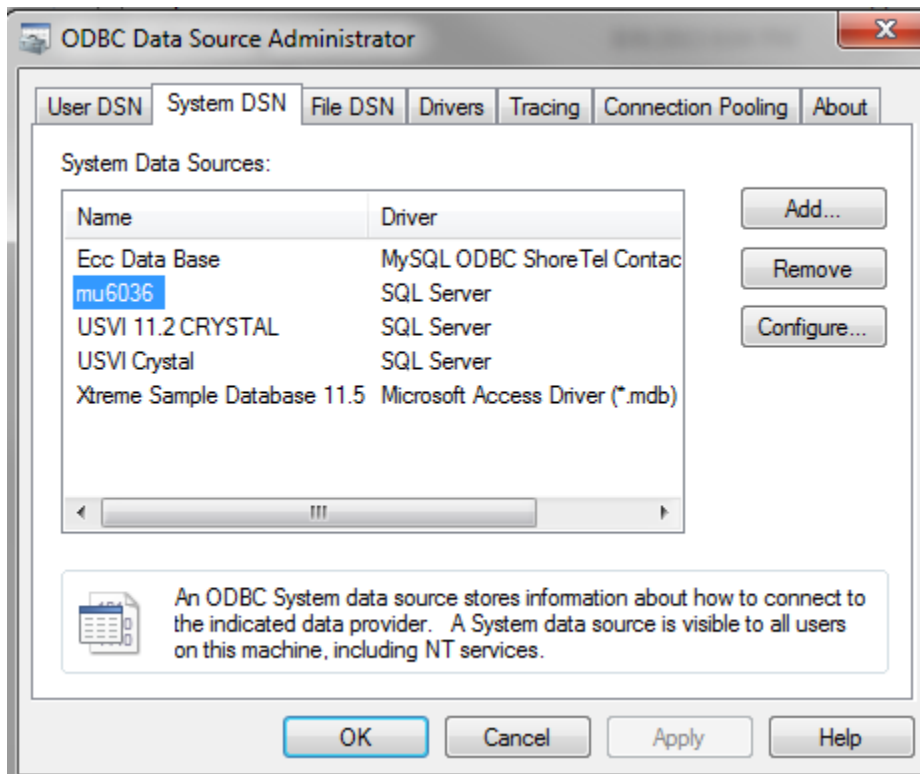 ODBC Data Source Administrator
User DSN System DSN File DSN Drivers Tracing Connection Pooling About
System Data Sources:
Name Driver
Ecc Data Base MySQL ODBC ShoreTel Contac
mu6036 SQL Server
USVI 11.2 CRYSTAL SQL Server
USVI Crystal SQL Server
Xtreme Sample Database 11.5 Microsoft Access Driver (*.mdb)
Add...
Remove
Configure...
An ODBC System data source stores information about how to connect to
the indicated data provider. A System data source is visible to all users
on this machine, including NT services.
OK Cancel Apply Help